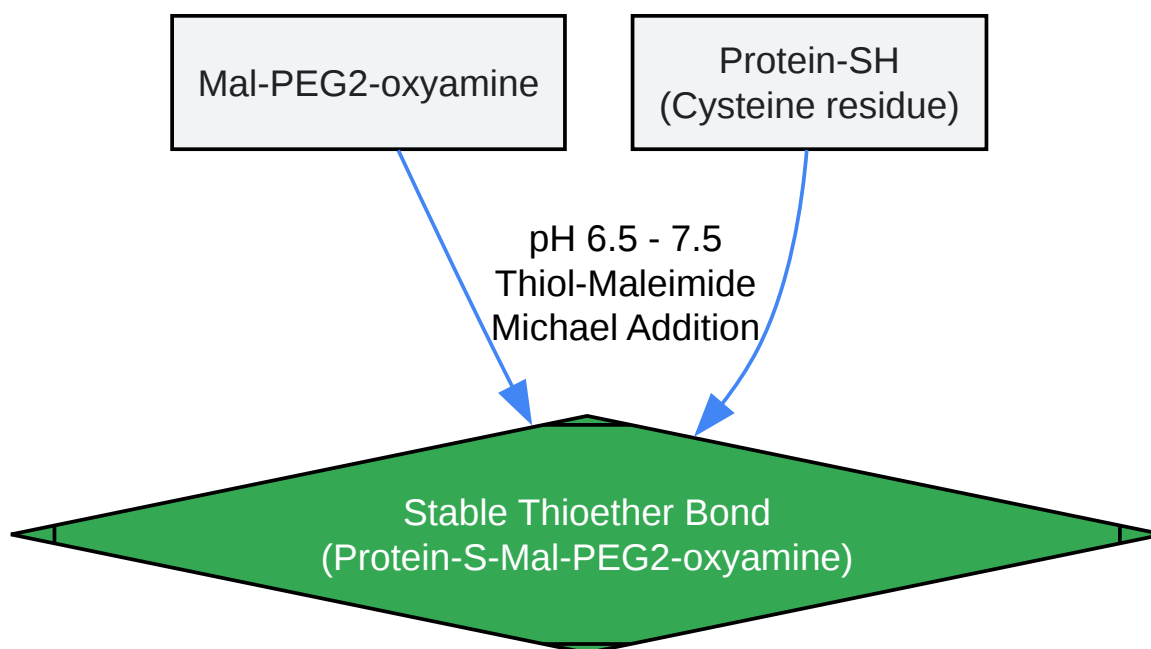 Mal-PEG2-oxyamine
Protein-SH
(Cysteine residue)
pH 6.5 - 7.5
Thiol-Maleimide
Michael Addition
Stable Thioether Bond
(Protein-S-Mal-PEG2-oxyamine)